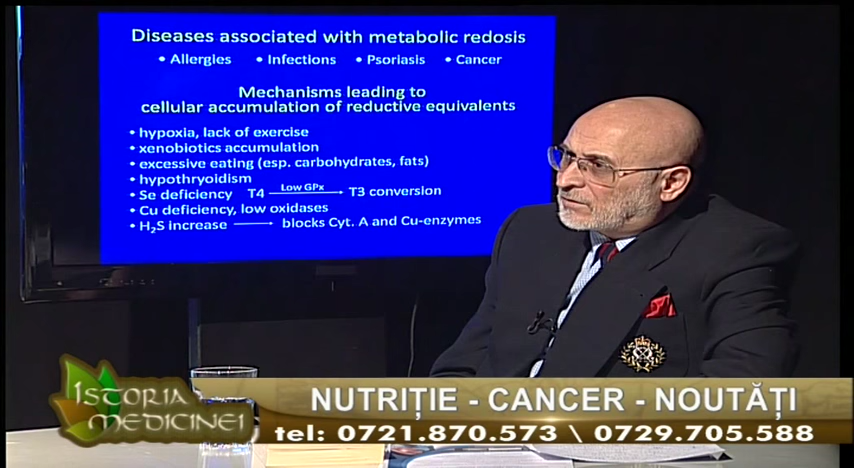 Diseases associated with metabolic redosis
• Allergies • Infections • Psoriasis • Cancer
Mechanisms leading to
cellular accumulation of reductive equivalents
• hypoxia, lack of exercise
• xenobiotics accumulation
• excessive eating (esp. carbohydrates, fats)
• hypothryoidism
• Se deficiency T4 Low GPx → T3 conversion
• Cu deficiency, low oxidases
• H₂S increase → blocks Cyt. A and Cu-enzymes
ISTORIA
MEDICINEI
NUTRIȚIE - CANCER - NOUTĂȚI
tel: 0721.870.573 \ 0729.705.588